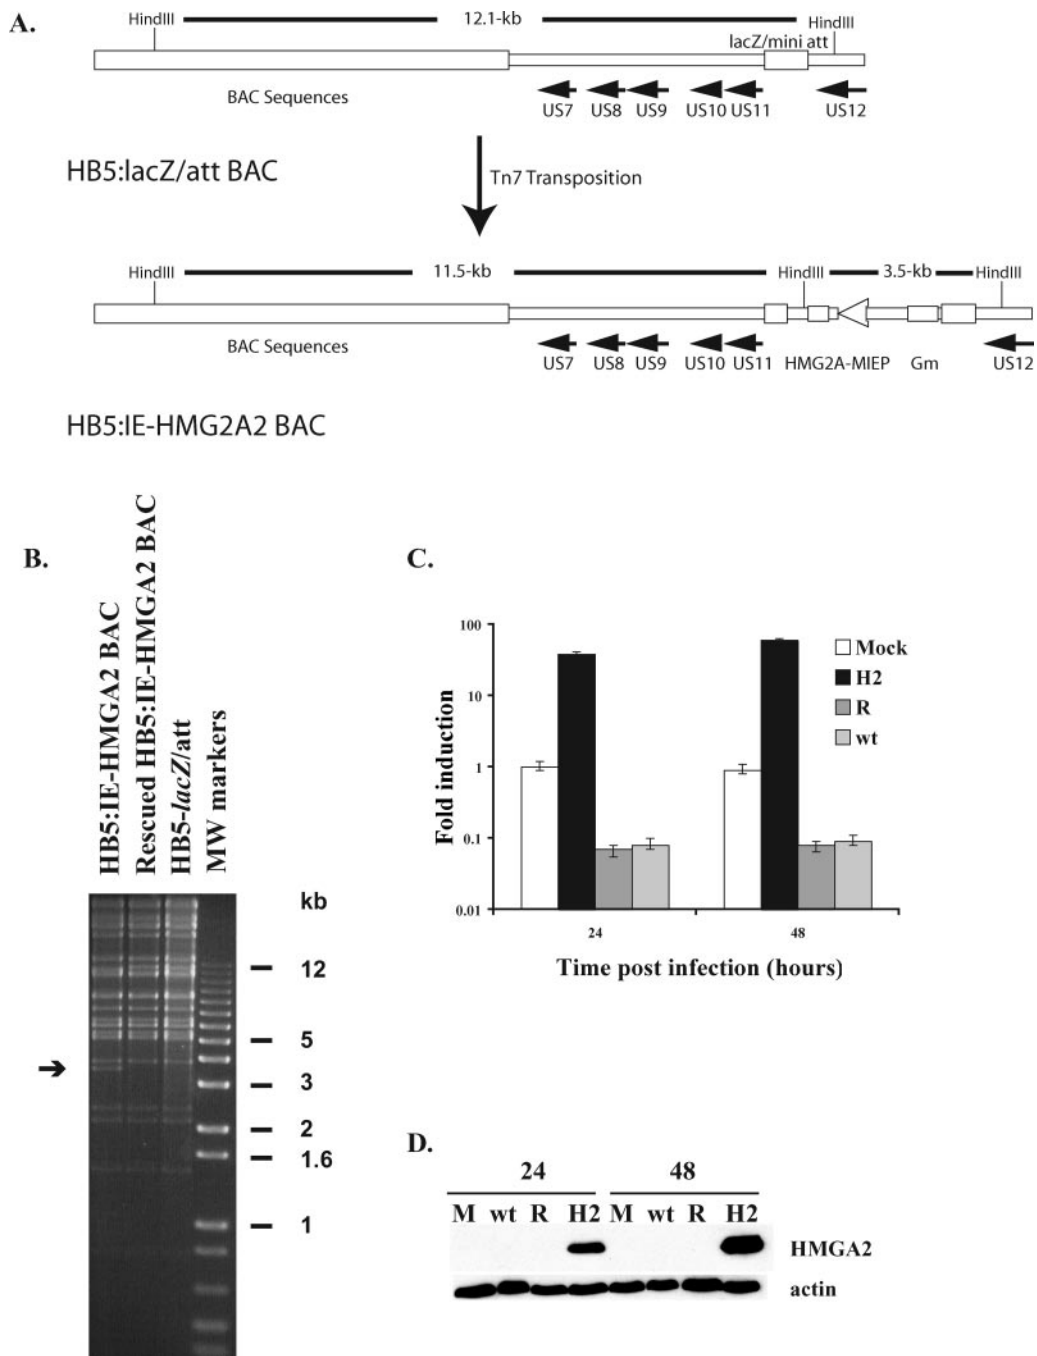 A.
12.1-kb
HindIII
HindIII
lacZ/mini att
BAC Sequences
US7 US8 US9 US10 US11 US12
HB5:lacZ/att BAC
Tn7 Transposition
HindIII 11.5-kb HindIII 3.5-kb HindIII
BAC Sequences
US7 US8 US9 US10 US11 HMG2A-MIEP Gm US12
HB5:IE-HMG2A2 BAC
B.
HB5:IE-HMGA2 BAC
Rescued HB5:IE-HMGA2 BAC
HB5-lacZ/att
MW markers
kb
12
5
3
2
1.6
1
C.
Fold induction
100
10
1
0.1
0.01
Mock
H2
R
wt
24 48
Time post infection (hours)
D.
24 48
M wt R H2 M wt R H2
HMGA2
actin